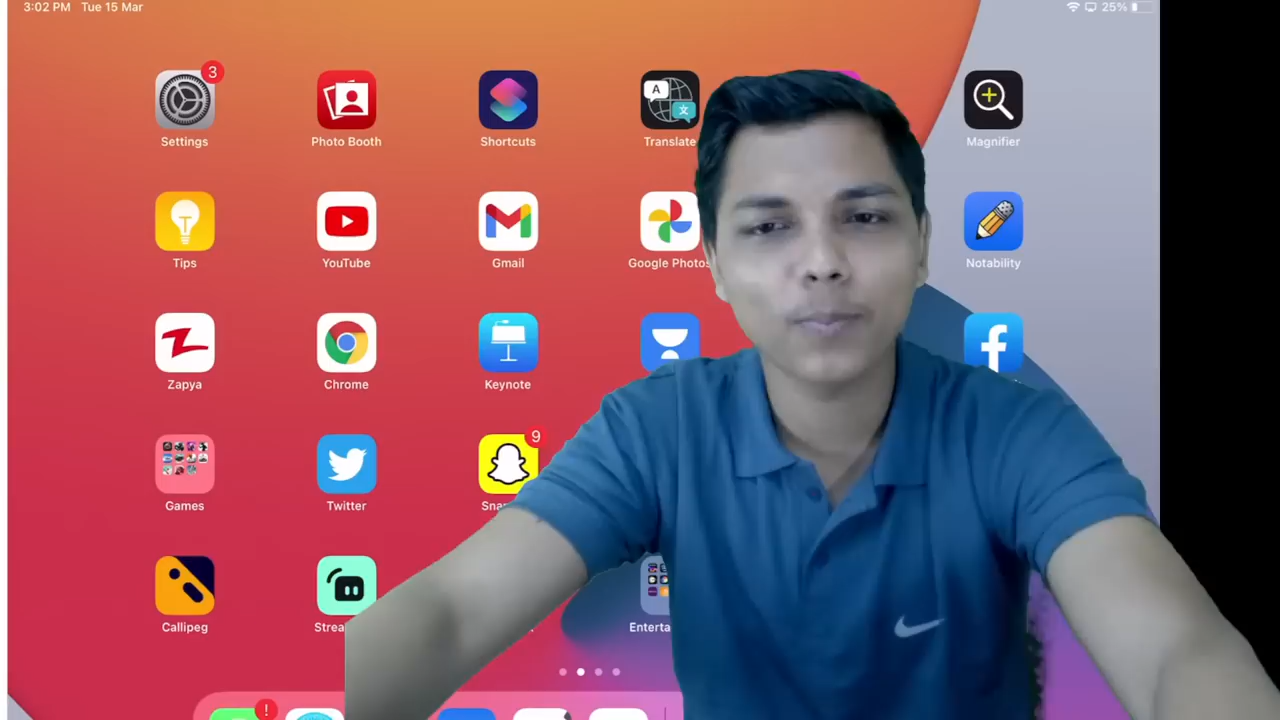 3:02 PM Tue 15 Mar
25%
3
Settings
Photo Booth
Shortcuts
A
文
Translate
Magnifier
Tips
YouTube
Gmail
Google Photos
Notability
Zapya
Chrome
Keynote
9
Games
Twitter
Callipeg
!